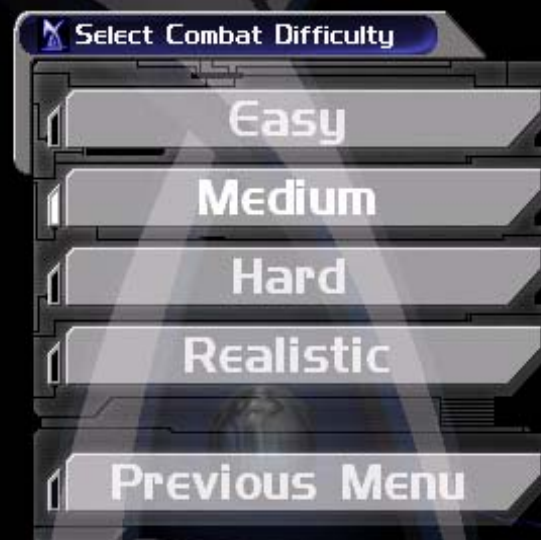 Select Combat Difficulty
Easy
Medium
Hard
Realistic
Previous Menu